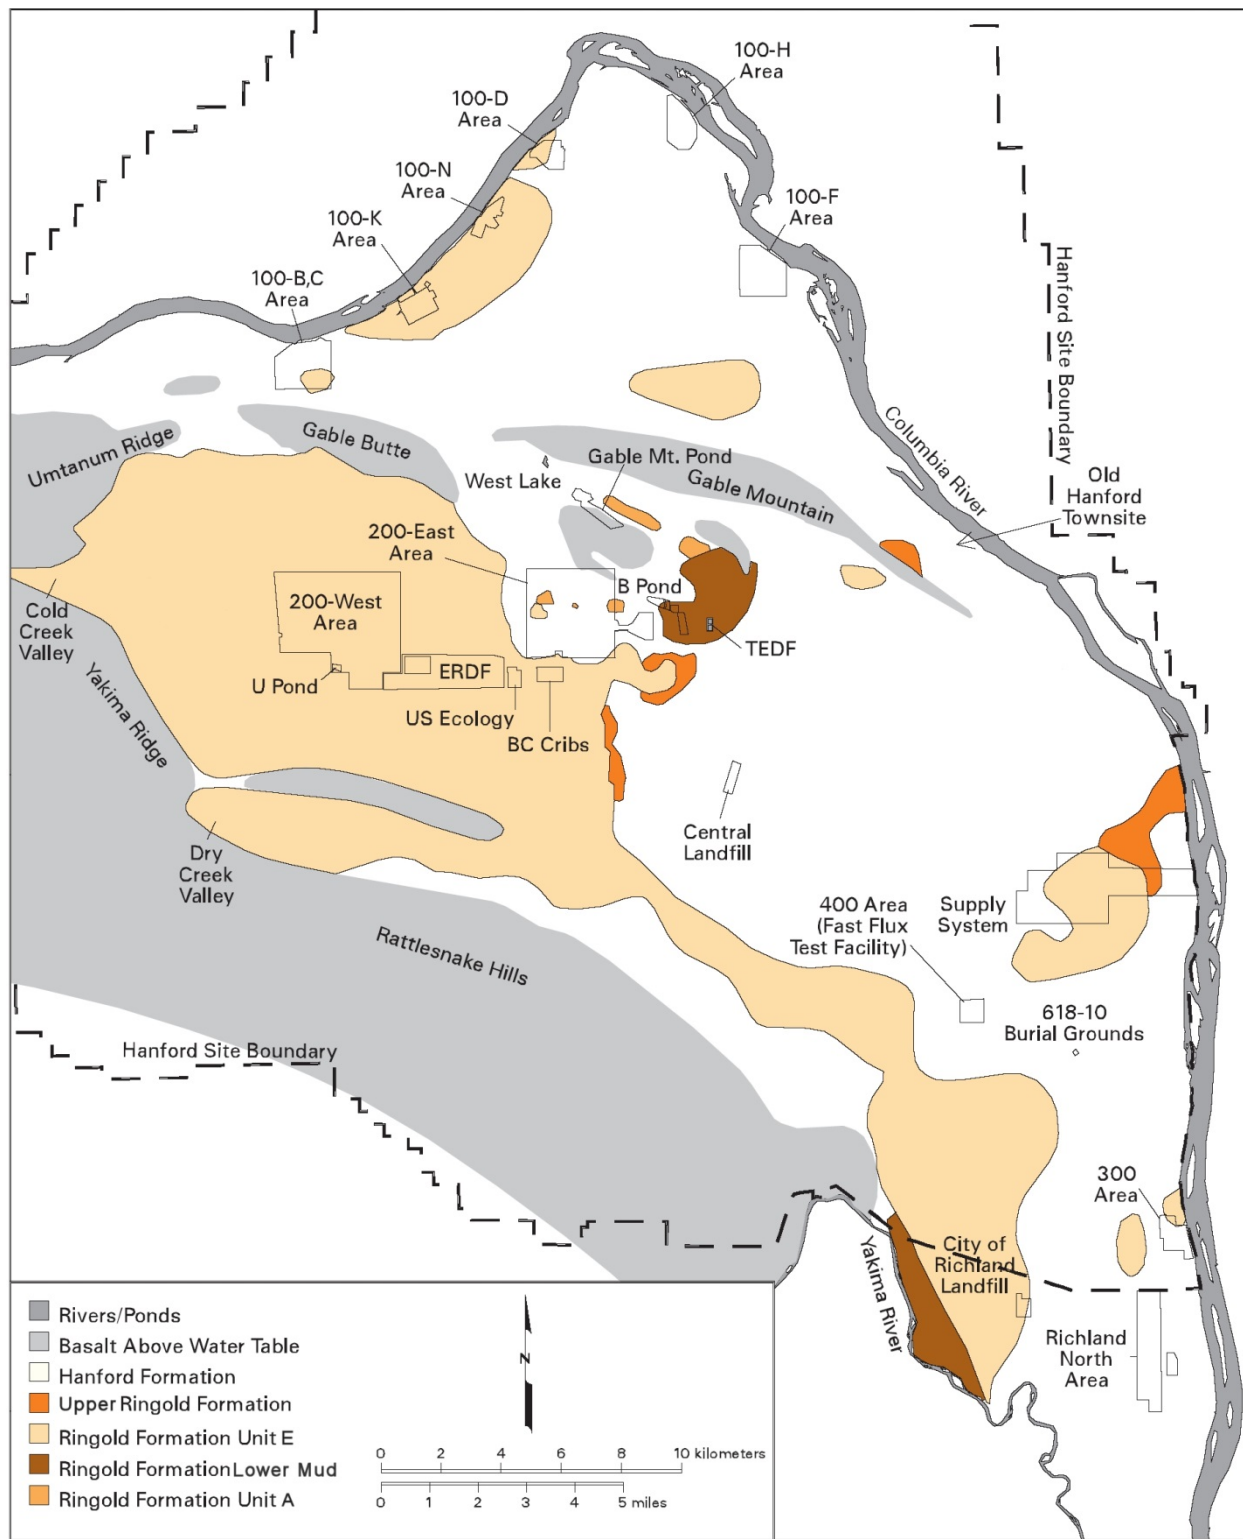 100-H
Area
100-D
Area
100-N
Area
100-F
Area
100-K
Area
100-B,C
Area
Hanford Site Boundary
Columbia River
Umtanum Ridge
Gable Butte
Gable Mt. Pond
West Lake
Gable Mountain
Old
Hanford
Townsite
200-East
Area
B Pond
200-West
Area
Cold
Creek
Valley
TEDF
U Pond
ERDF
US Ecology
BC Cribs
Yakima Ridge
Central
Landfill
Dry
Creek
Valley
400 Area
(Fast Flux
Test Facility)
Supply
System
Rattlesnake Hills
618-10
Burial Grounds
Hanford Site Boundary
300
Area
City of
Richland
Landfill
Yakima River
Richland
North
Area
Rivers/Ponds
Basalt Above Water Table
Hanford Formation
Upper Ringold Formation
Ringold Formation Unit E
Ringold Formation Lower Mud
Ringold Formation Unit A
N
0 2 4 6 8 10 kilometers
0 1 2 3 4 5 miles